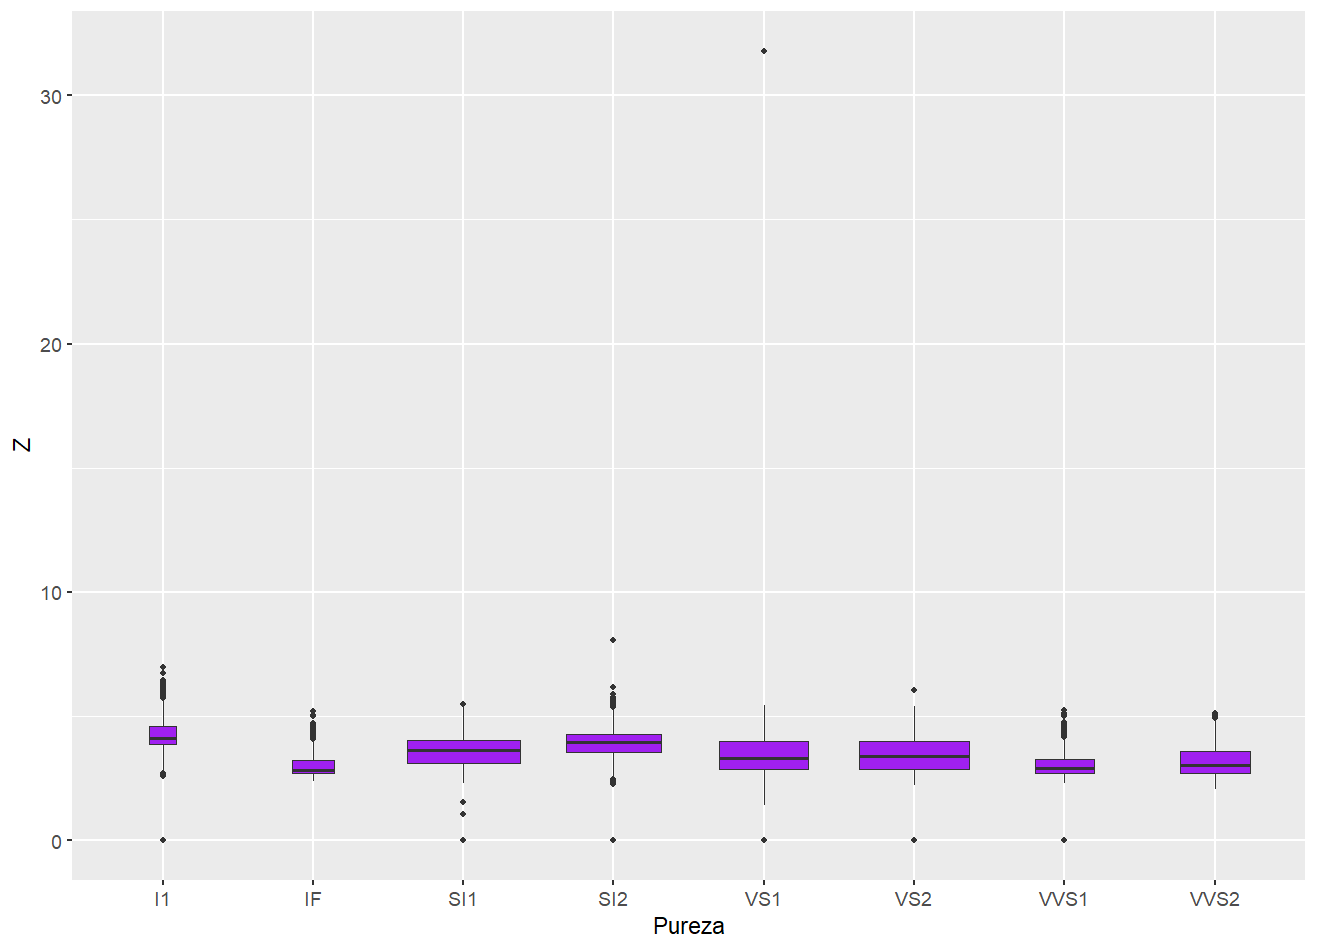 30
20
10
0
Z
I1 IF SI1 SI2 VS1 VS2 VVS1 VVS2
Pureza